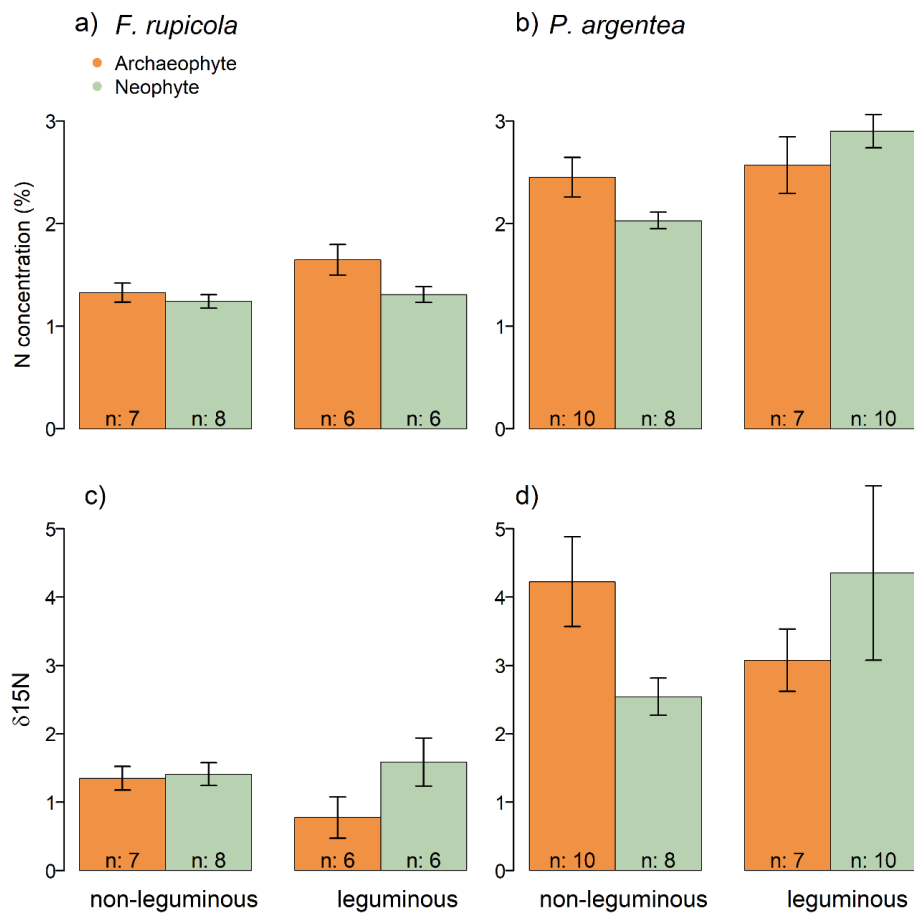 a) F. rupicola
b) P. argentea
Archaeophyte
Neophyte
N concentration (%)
3
2
1
0
n: 7
n: 8
n: 6
n: 6
3
2
1
0
n: 10
n: 8
n: 7
n: 10
c)
δ15N
5
4
3
2
1
0
n: 7
n: 8
n: 6
n: 6
non-leguminous
leguminous
d)
5
4
3
2
1
0
n: 10
n: 8
n: 7
n: 10
non-leguminous
leguminous